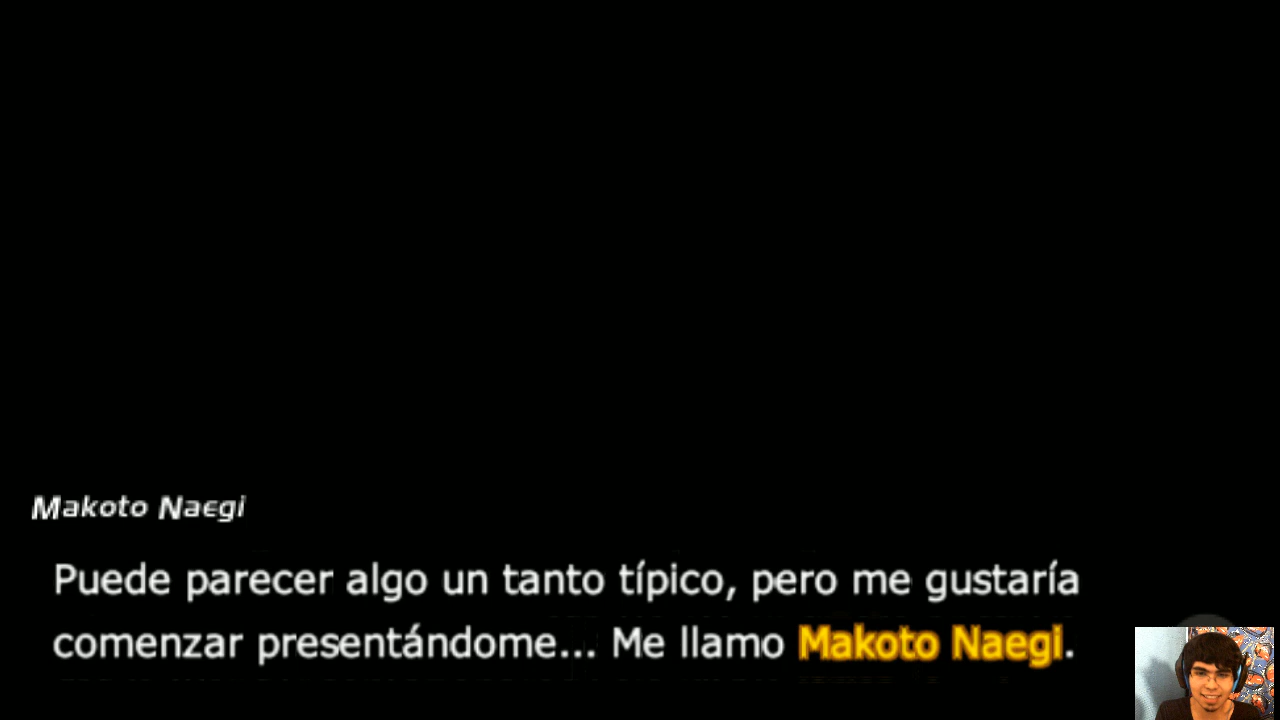 Makoto Naegi
Puede parecer algo un tanto típico, pero me gustaría
comenzar presentándome... Me llamo Makoto Naegi.